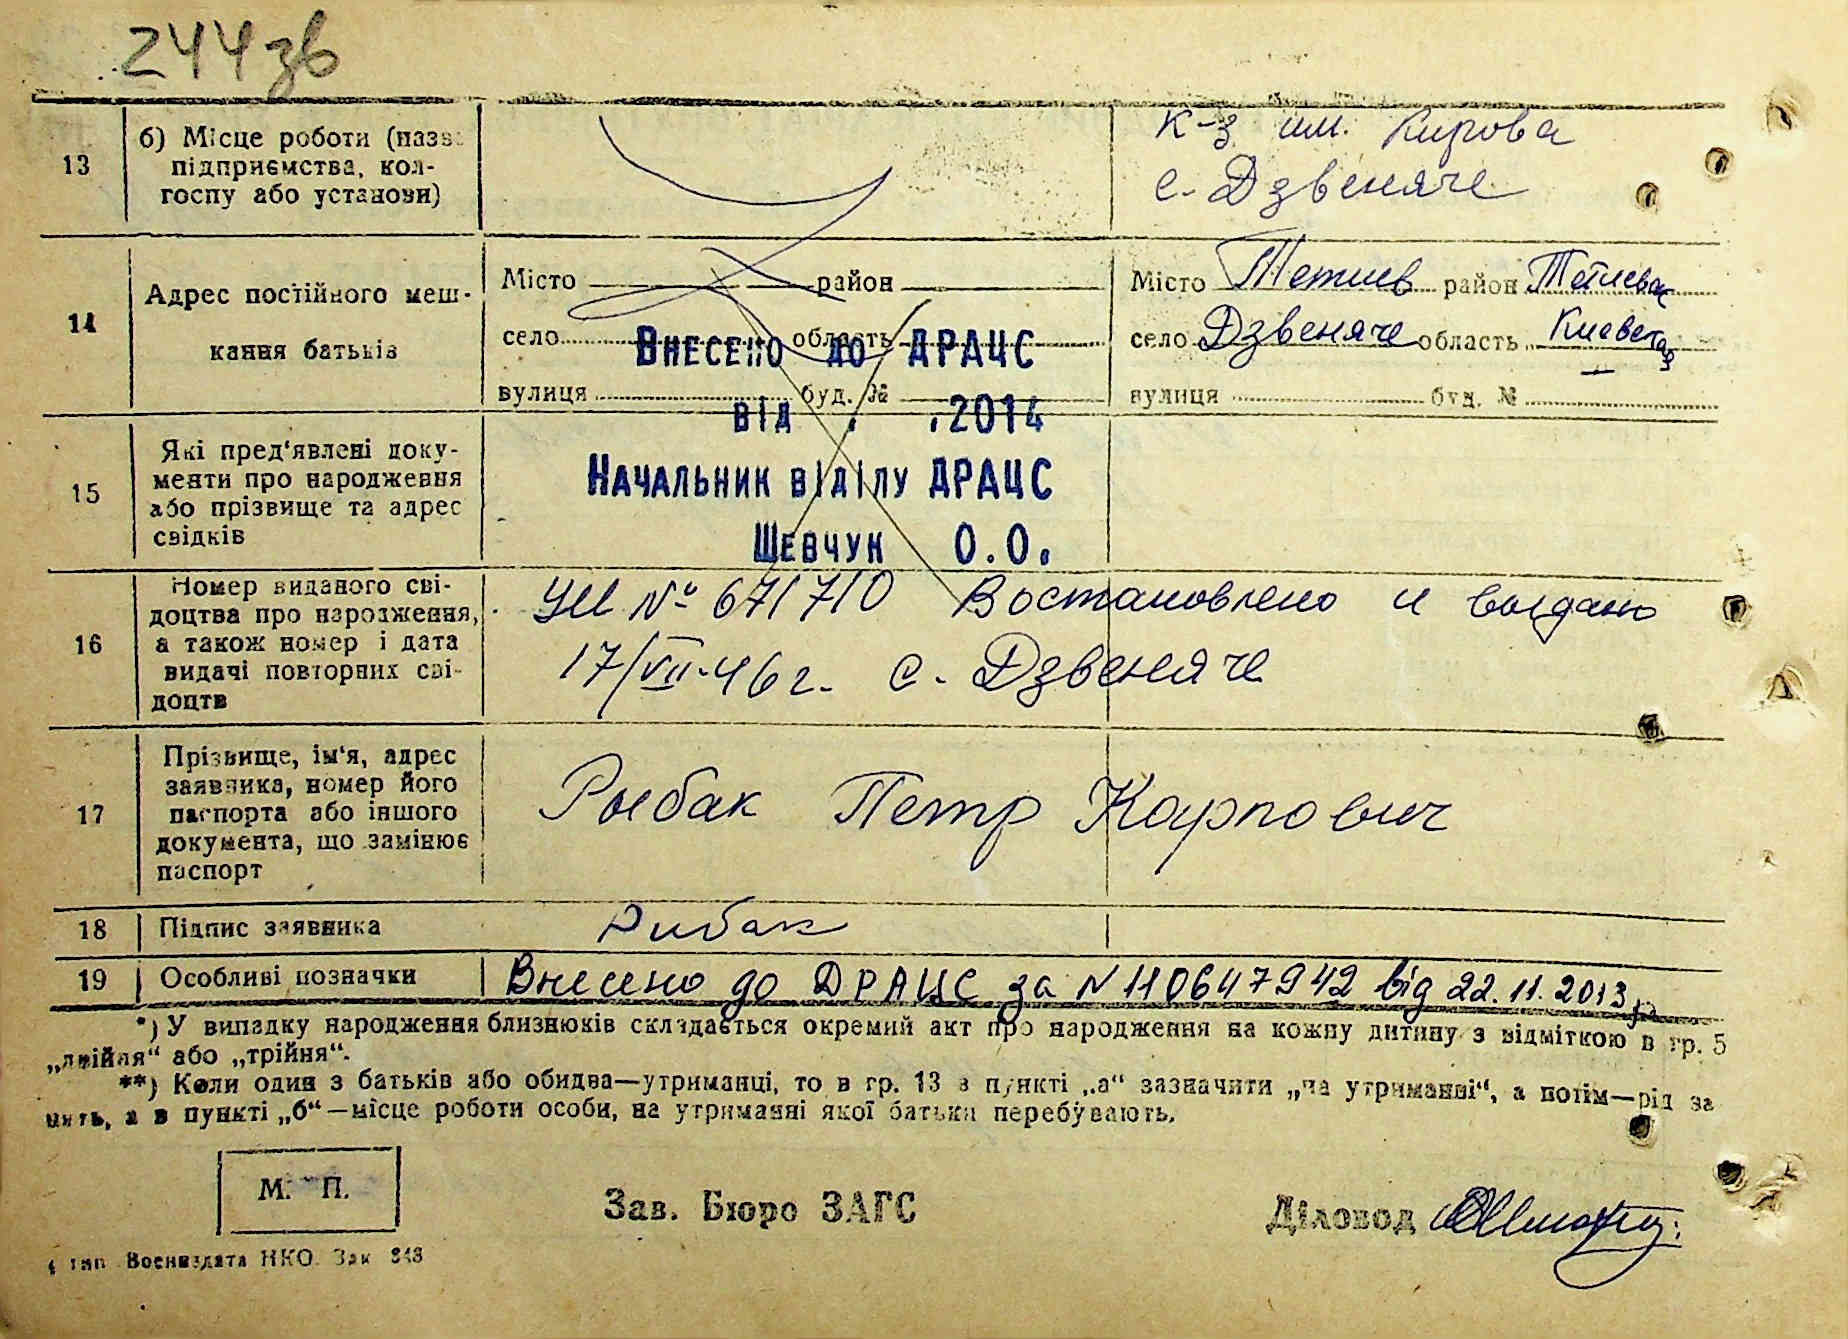 244зв
13
б) Місце роботи (назва
підприємства, кол-
госпу або установи)
к-з им. Кирова
с. Дзвеняче
14
Адрес постійного меш-
кання батьків
Місто район
село область
вулиця буд. №
Місто Тетиев район Тетиевск
село Дзвеняче область Киевская
вулиця буд. №
Внесено до ДРАЦС
від . .2014
Начальник відділу ДРАЦС
Шевчук О.О.
15
Які пред'явлені доку-
менти про народження
або прізвище та адрес
свідків
16
Номер виданого сві-
доцтва про народження,
а також номер і дата
видачі повторних сві-
доцтв
№ 671710 Востановлено и выдано
17/VII-46 г. с. Дзвеняче
17
Прізвище, ім'я, адрес
заявника, номер його
паспорта або іншого
документа, що замінює
паспорт
Рыбак Петр Карпович
18 Підпис заявника Рибак
19 Особливі позначки Внесено до ДРАЦС за N 110647942 від 22.11.2013р
*) У випадку народження близнюків складається окремий акт про народження на кожну дитину з відміткою в гр. 5
„двійня“ або „трійня“.
**) Коли один з батьків або обидва—утриманці, то в гр. 13 в пункті „а“ зазначити „на утриманні“, а потім—рід за
нять, а в пункті „б“—місце роботи особи, на утриманні якої батьки перебувають.
М. П.
Зав. Бюро ЗАГС
Діловод
тип Воениздата НКО. Зак 343